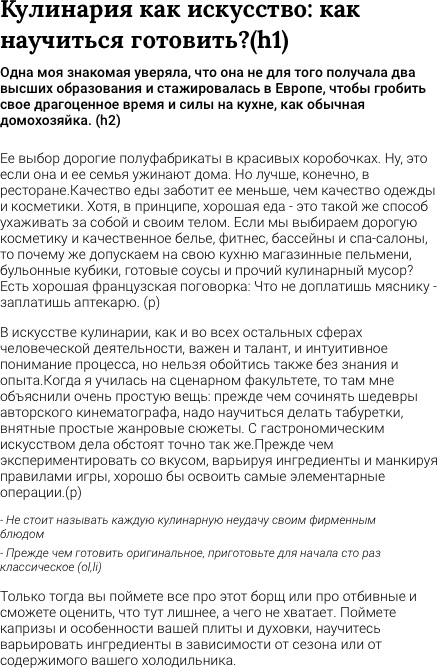 Кулинария как искусство: как
научиться готовить?(h1)
Одна моя знакомая уверяла, что она не для того получала два
высших образования и стажировалась в Европе, чтобы гробить
свое драгоценное время и силы на кухне, как обычная
домохозяйка. (h2)
Ее выбор дорогие полуфабрикаты в красивых коробочках. Ну, это
если она и ее семья ужинают дома. Но лучше, конечно, в
ресторане.Качество еды заботит ее меньше, чем качество одежды
и косметики. Хотя, в принципе, хорошая еда - это такой же способ
ухаживать за собой и своим телом. Если мы выбираем дорогую
косметику и качественное белье, фитнес, бассейны и спа-салоны,
то почему же допускаем на свою кухню магазинные пельмени,
бульонные кубики, готовые соусы и прочий кулинарный мусор?
Есть хорошая французская поговорка: Что не доплатишь мяснику -
заплатишь аптекарю. (p)
В искусстве кулинарии, как и во всех остальных сферах
человеческой деятельности, важен и талант, и интуитивное
понимание процесса, но нельзя обойтись также без знания и
опыта.Когда я училась на сценарном факультете, то там мне
объяснили очень простую вещь: прежде чем сочинять шедевры
авторского кинематографа, надо научиться делать табуретки,
внятные простые жанровые сюжеты. С гастрономическим
искусством дела обстоят точно так же.Прежде чем
экспериментировать со вкусом, варьируя ингредиенты и манкируя
правилами игры, хорошо бы освоить самые элементарные
операции.(p)
- Не стоит называть каждую кулинарную неудачу своим фирменным
блюдом
- Прежде чем готовить оригинальное, приготовьте для начала сто раз
классическое (ol,li)
Только тогда вы поймете все про этот борщ или про отбивные и
сможете оценить, что тут лишнее, а чего не хватает. Поймете
капризы и особенности вашей плиты и духовки, научитесь
варьировать ингредиенты в зависимости от сезона или от
содержимого вашего холодильника.